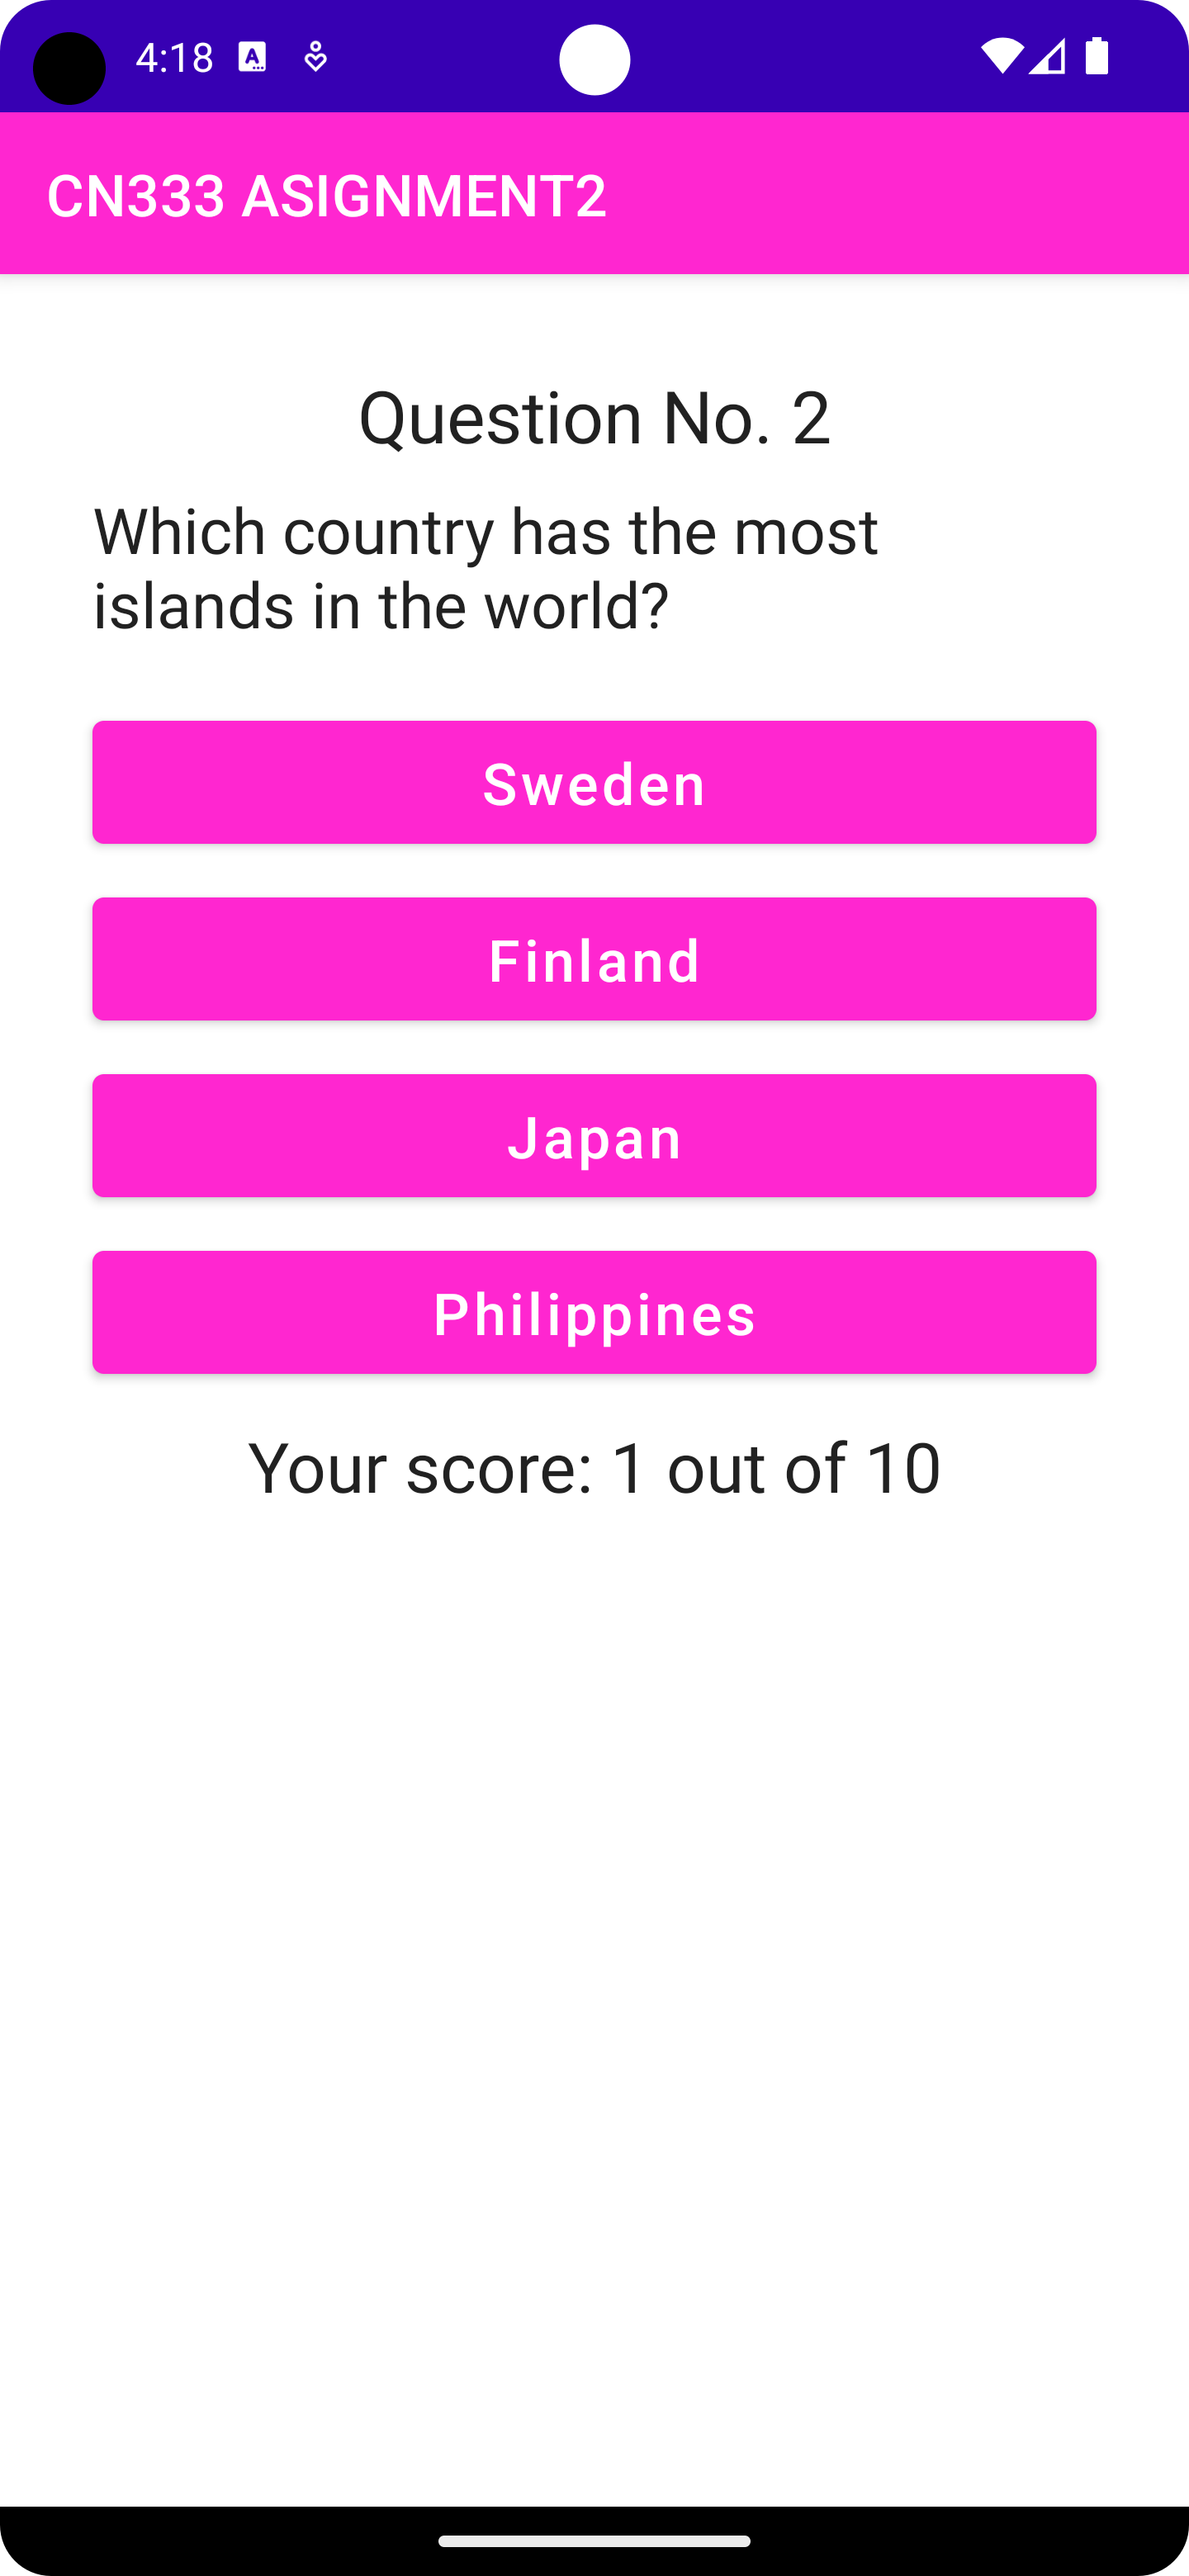 4:18
CN333 ASIGNMENT2
Question No. 2
Which country has the most
islands in the world?
Sweden
Finland
Japan
Philippines
Your score: 1 out of 10